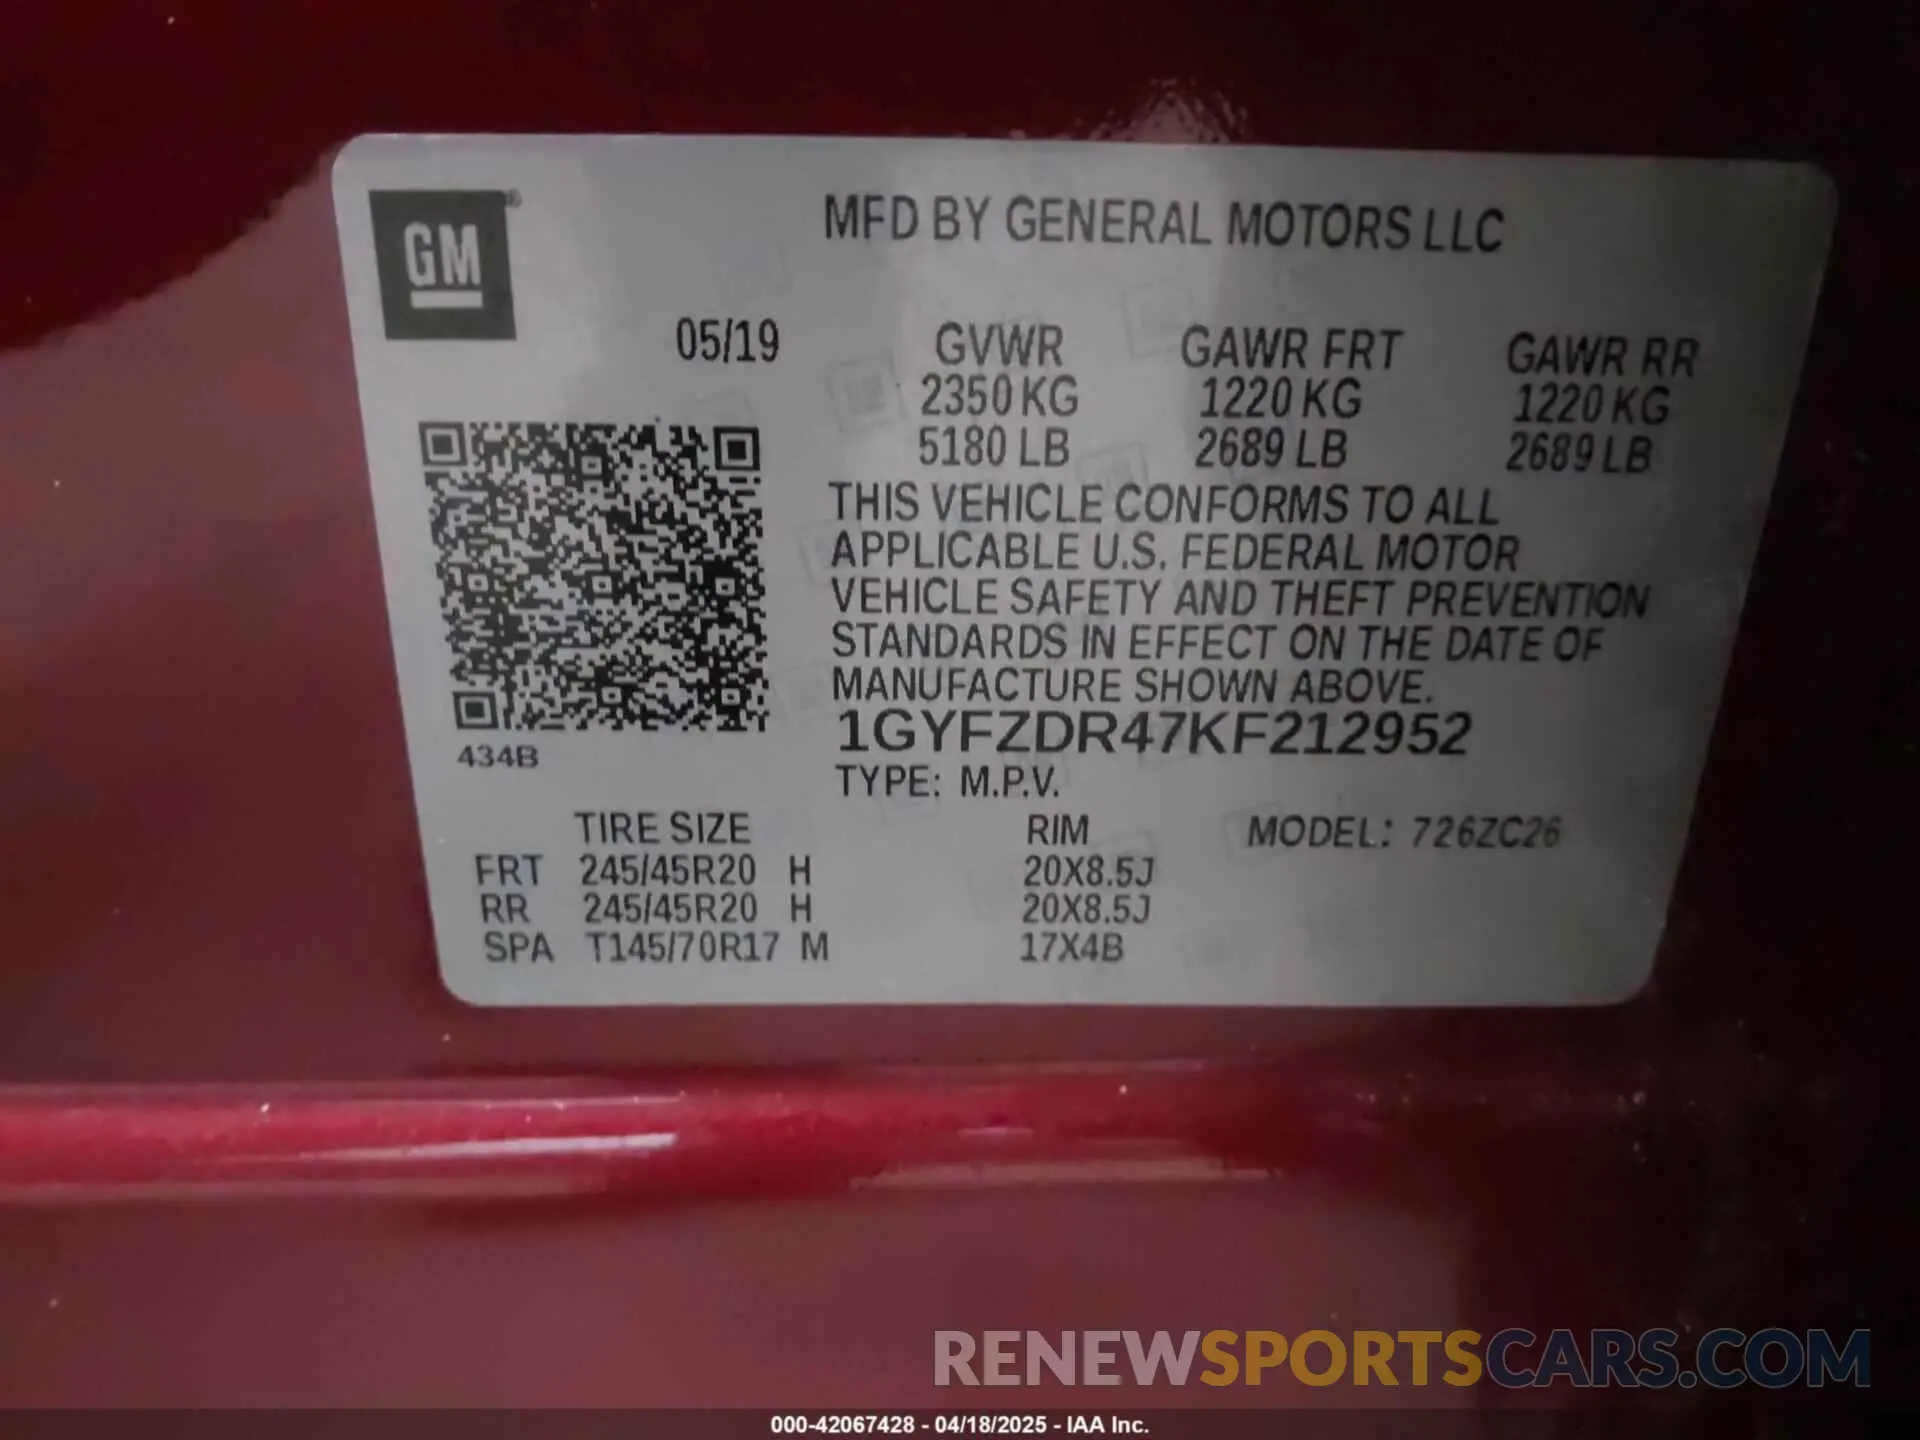 GM ®
MFD BY GENERAL MOTORS LLC
05/19 GVWR GAWR FRT GAWR RR
2350 KG 1220 KG 1220 KG
5180 LB 2689 LB 2689 LB
THIS VEHICLE CONFORMS TO ALL
APPLICABLE U.S. FEDERAL MOTOR
VEHICLE SAFETY AND THEFT PREVENTION
STANDARDS IN EFFECT ON THE DATE OF
MANUFACTURE SHOWN ABOVE.
1GYFZDR47KF212952
434B
TYPE: M.P.V.
TIRE SIZE RIM MODEL: 726ZC26
FRT 245/45R20 H 20X8.5J
RR 245/45R20 H 20X8.5J
SPA T145/70R17 M 17X4B
RENEWSPORTSCARS.COM
000-42067428 - 04/18/2025 - IAA Inc.